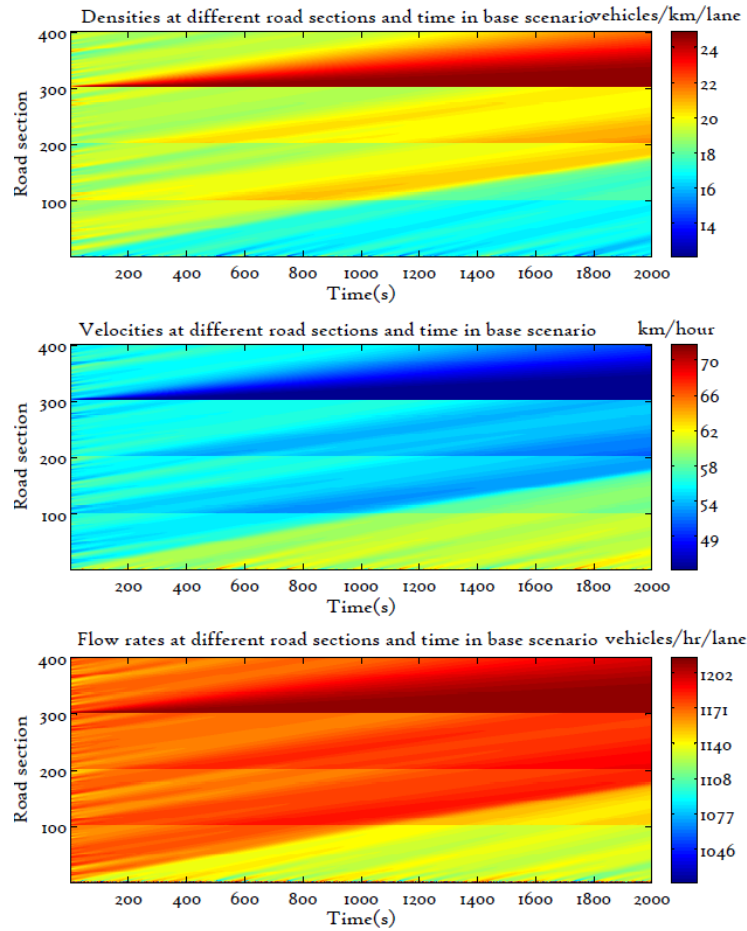 Densities at different road sections and time in base scenario vehicles/km/lane
400
300
200
100
Road section
200 400 600 800 1000 1200 1400 1600 1800 2000
Time(s)
24
22
20
18
16
14
Velocities at different road sections and time in base scenario km/hour
400
300
200
100
Road section
200 400 600 800 1000 1200 1400 1600 1800 2000
Time(s)
70
66
62
58
54
49
Flow rates at different road sections and time in base scenario vehicles/hr/lane
400
300
200
100
Road section
200 400 600 800 1000 1200 1400 1600 1800 2000
Time(s)
1202
1171
1140
1108
1077
1046